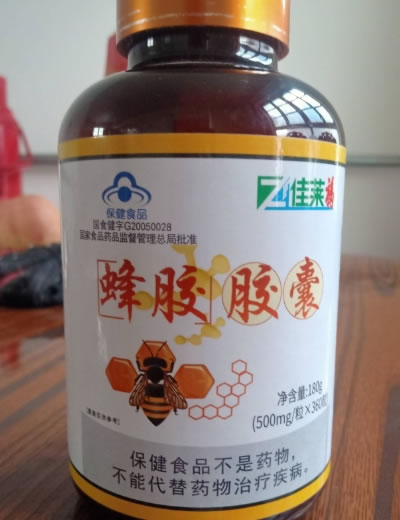 佳莱福
保健食品
国食健字G20050028
国家食品药品监督管理总局批准
蜂胶胶囊
净含量:180g
(500mg/粒×360粒
保健食品不是药物,
不能代替药物治疗疾病。